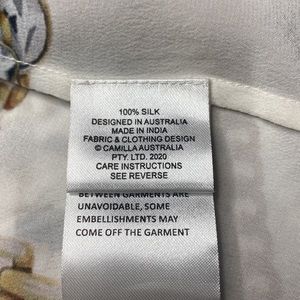 100% SILK
DESIGNED IN AUSTRALIA
MADE IN INDIA
FABRIC & CLOTHING DESIGN
© CAMILLA AUSTRALIA
PTY. LTD. 2020
CARE INSTRUCTIONS
SEE REVERSE
BETWEEN GARMENTS ARE
UNAVOIDABLE, SOME
EMBELLISHMENTS MAY
COME OFF THE GARMENT